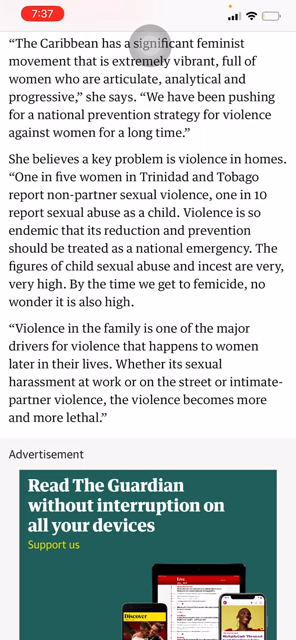 7:37
“The Caribbean has a significant feminist
movement that is extremely vibrant, full of
women who are articulate, analytical and
progressive,” she says. “We have been pushing
for a national prevention strategy for violence
against women for a long time.”
She believes a key problem is violence in homes.
“One in five women in Trinidad and Tobago
report non-partner sexual violence, one in 10
report sexual abuse as a child. Violence is so
endemic that its reduction and prevention
should be treated as a national emergency. The
figures of child sexual abuse and incest are very,
very high. By the time we get to femicide, no
wonder it is also high.
“Violence in the family is one of the major
drivers for violence that happens to women
later in their lives. Whether its sexual
harassment at work or on the street or intimate-
partner violence, the violence becomes more
and more lethal.”
Advertisement
Read The Guardian
without interruption on
all your devices
Support us
Discover